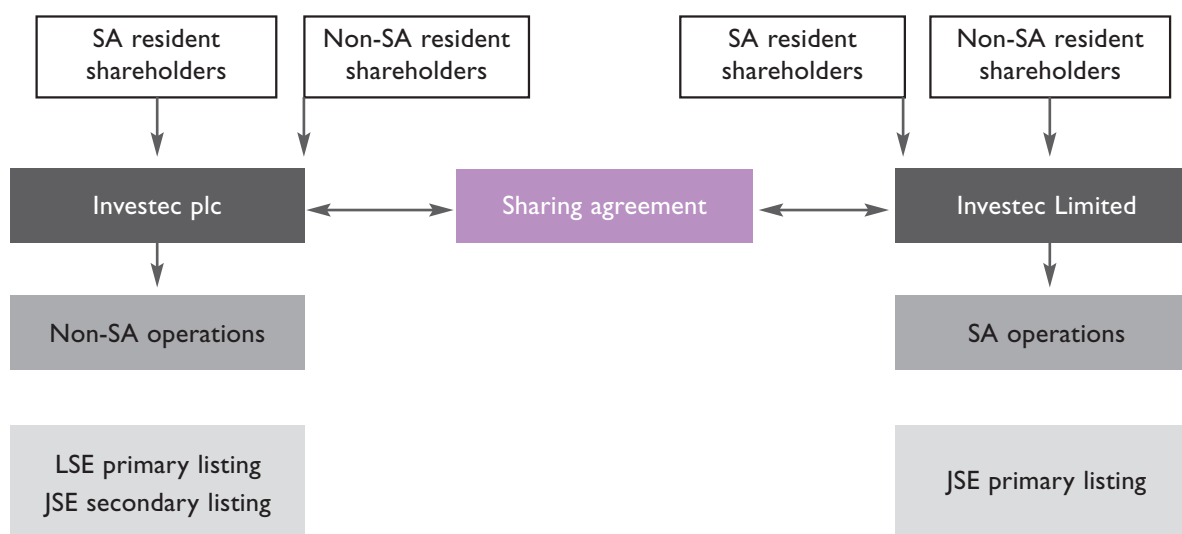 SA resident
shareholders
Non-SA resident
shareholders
SA resident
shareholders
Non-SA resident
shareholders
Investec plc
Sharing agreement
Investec Limited
Non-SA operations
SA operations
LSE primary listing
JSE secondary listing
JSE primary listing